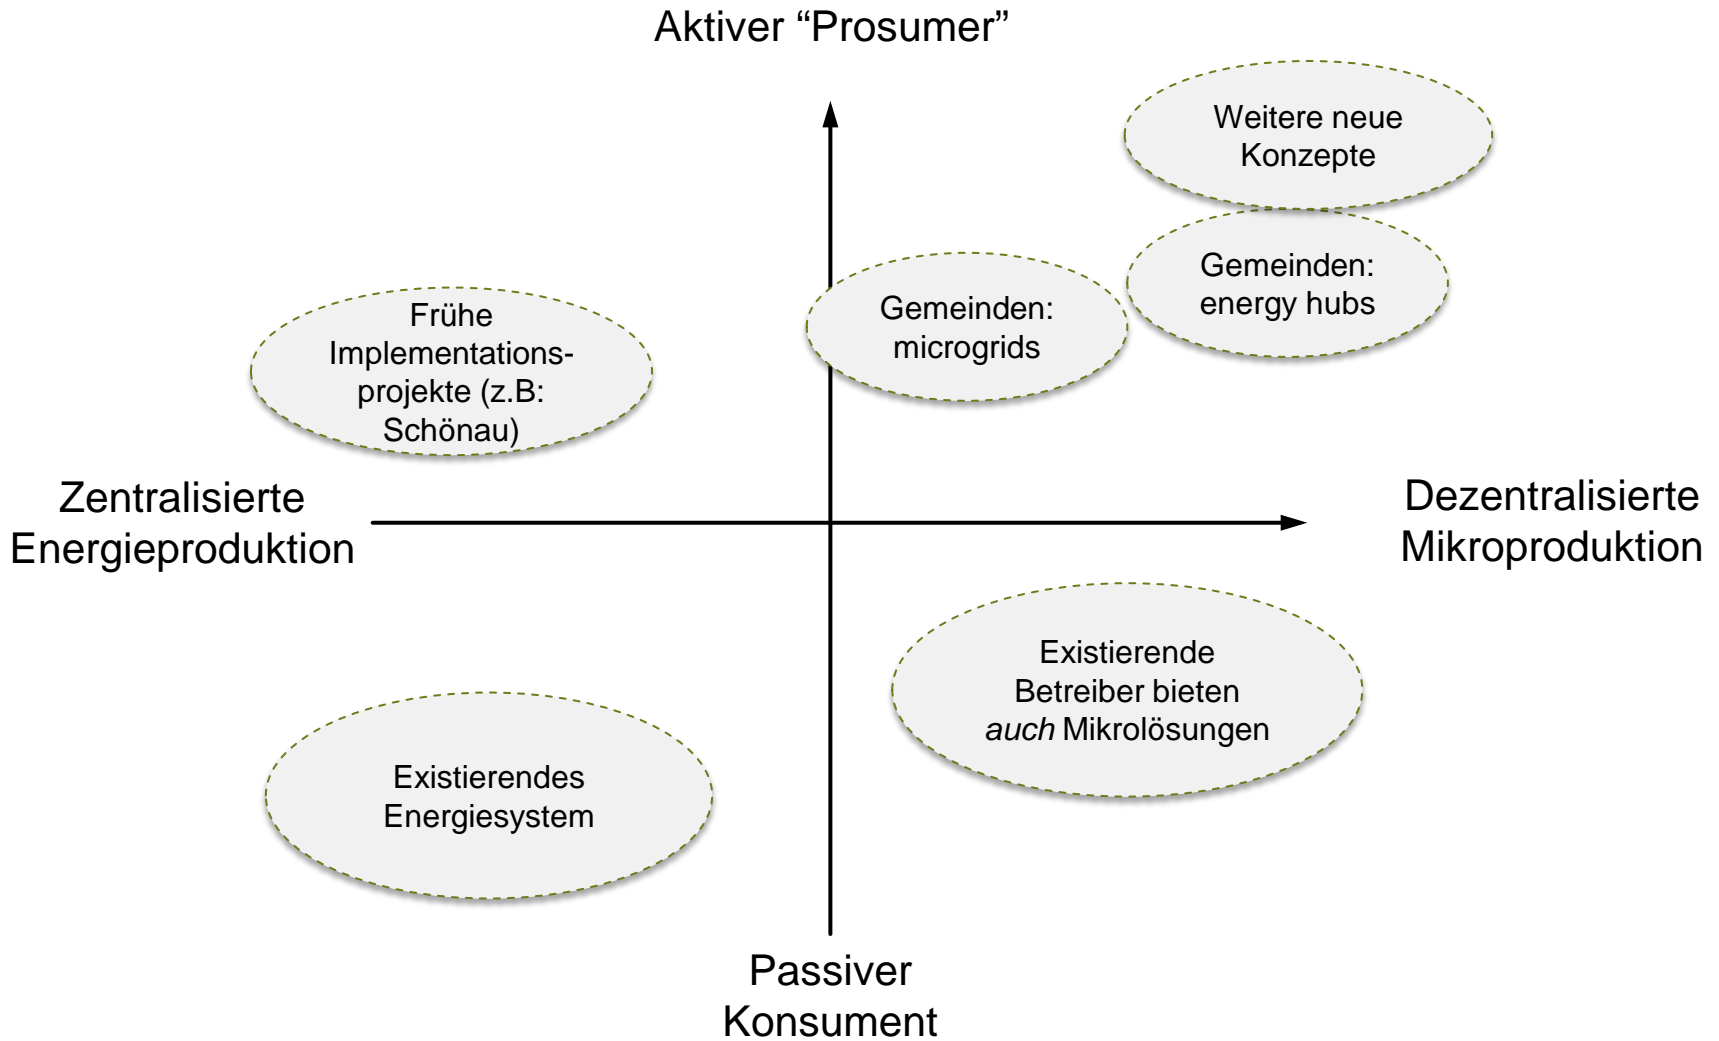 Aktiver “Prosumer”
Weitere neue
Konzepte
Gemeinden:
energy hubs
Gemeinden:
microgrids
Frühe
Implementations-
projekte (z.B:
Schönau)
Zentralisierte
Energieproduktion
Dezentralisierte
Mikroproduktion
Existierende
Betreiber bieten
auch Mikrolösungen
Existierendes
Energiesystem
Passiver
Konsument